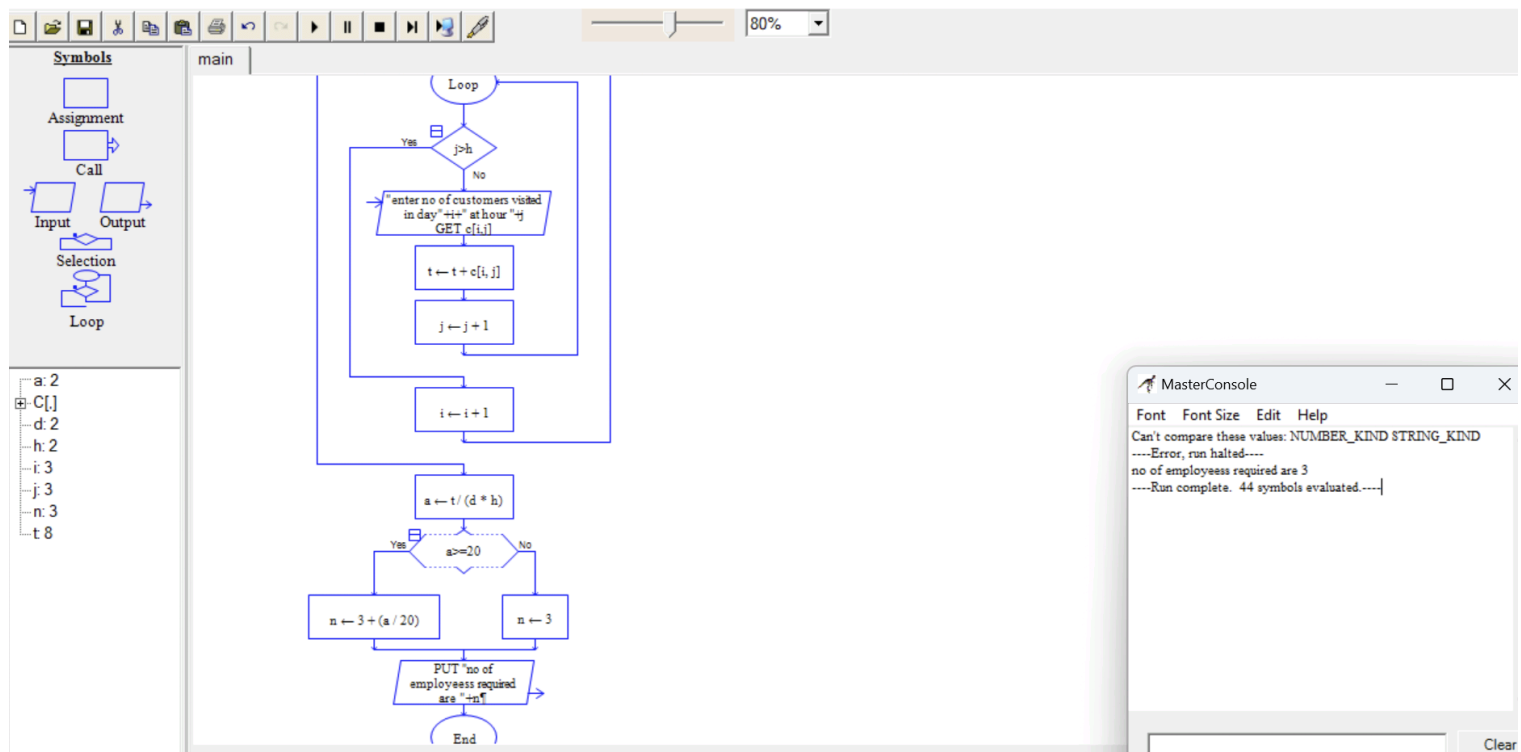 80%
Symbols
Assignment
Call
Input Output
Selection
Loop
a: 2
C[,]
d: 2
h: 2
i: 3
j: 3
n: 3
t: 8
main
Loop
Yes
j>h
No
"enter no of customers visited
in day"+i+" at hour "+j
GET c[i,j]
t ← t + c[i, j]
j ← j + 1
i ← i + 1
a ← t / (d * h)
Yes
a>=20
No
n ← 3 + (a / 20)
n ← 3
PUT "no of
employeess required
are "+n¶
End
MasterConsole
Font Font Size Edit Help
Can't compare these values: NUMBER_KIND STRING_KIND
----Error, run halted----
no of employeess required are 3
----Run complete. 44 symbols evaluated.----
Clear